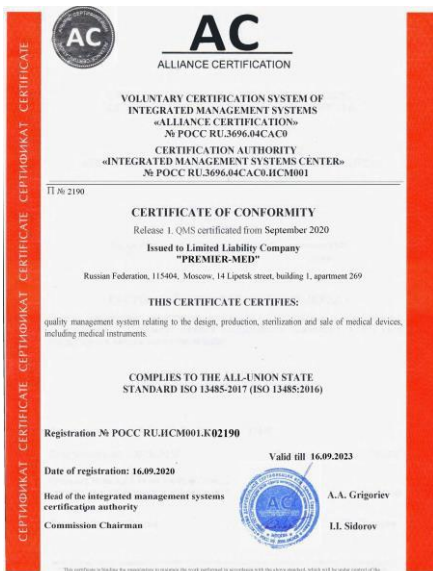 AC
AC
ALLIANCE CERTIFICATION
VOLUNTARY CERTIFICATION SYSTEM OF
INTEGRATED MANAGEMENT SYSTEMS
«ALLIANCE CERTIFICATION»
№ РОСС RU.3696.04САС0
CERTIFICATION AUTHORITY
«INTEGRATED MANAGEMENT SYSTEMS CENTER»
№ РОСС RU.3696.04САС0.ИСМ001
П № 2190
CERTIFICATE OF CONFORMITY
Release 1. QMS certificated from September 2020
Issued to Limited Liability Company
"PREMIER-MED"
Russian Federation, 115404, Moscow, 14 Lipetsk street, building 1, apartment 269
THIS CERTIFICATE CERTIFIES:
quality management system relating to the design, production, sterilization and sale of medical devices,
including medical instruments.
COMPLIES TO THE ALL-UNION STATE
STANDARD ISO 13485-2017 (ISO 13485:2016)
Registration № РОСС RU.ИСМ001.К02190
Valid till 16.09.2023
Date of registration: 16.09.2020
Head of the integrated management systems
certification authority
A.A. Grigoriev
Commission Chairman
I.I. Sidorov
AC
СЕРТИФИКАТ CERTIFICATE СЕРТИФИКАТ CERTIFICATE СЕРТИФИКАТ CERTIFICATE